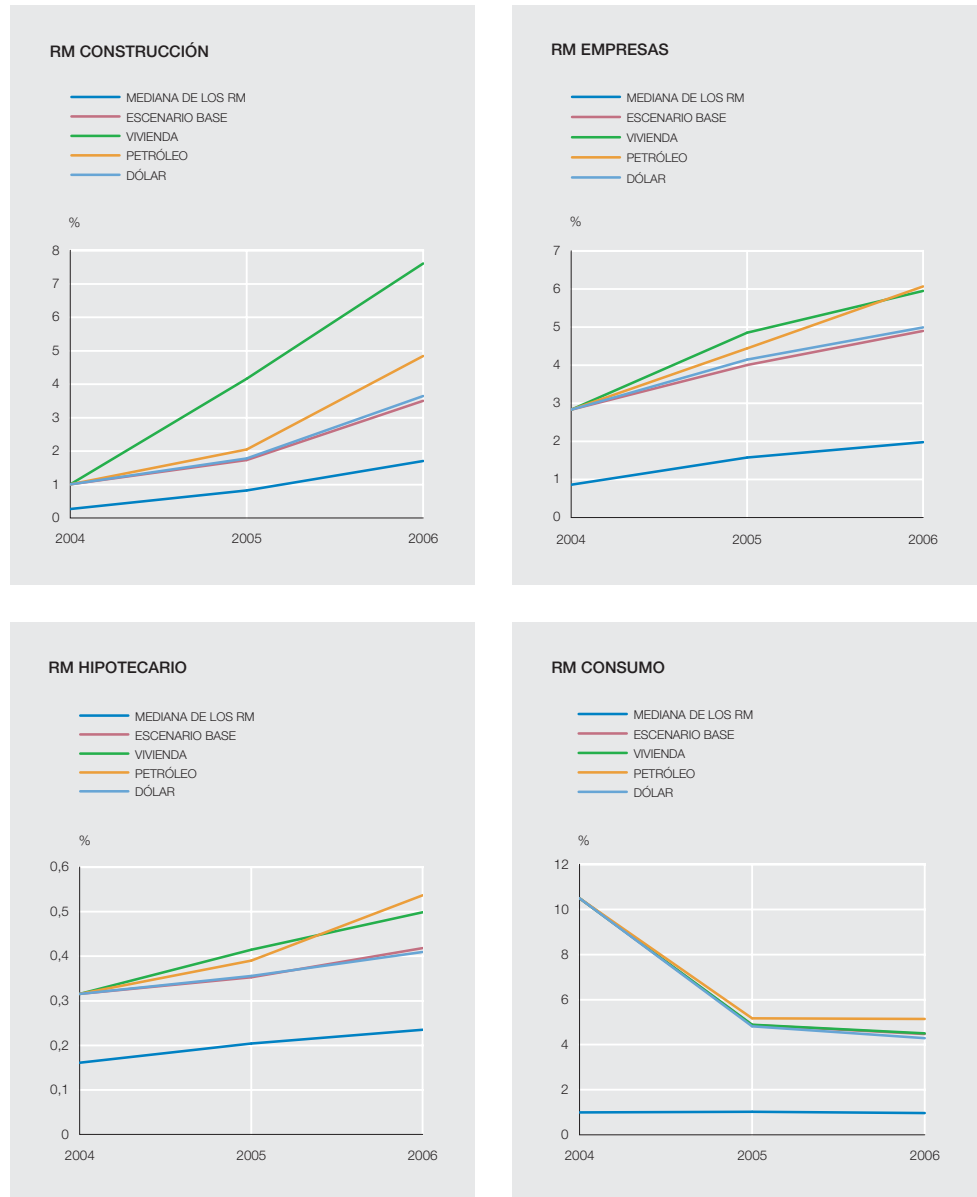 RM CONSTRUCCIÓN
MEDIANA DE LOS RM
ESCENARIO BASE
VIVIENDA
PETRÓLEO
DÓLAR
%
8
7
6
5
4
3
2
1
0
2004 2005 2006
RM EMPRESAS
MEDIANA DE LOS RM
ESCENARIO BASE
VIVIENDA
PETRÓLEO
DÓLAR
%
7
6
5
4
3
2
1
0
2004 2005 2006
RM HIPOTECARIO
MEDIANA DE LOS RM
ESCENARIO BASE
VIVIENDA
PETRÓLEO
DÓLAR
%
0,6
0,5
0,4
0,3
0,2
0,1
0
2004 2005 2006
RM CONSUMO
MEDIANA DE LOS RM
ESCENARIO BASE
VIVIENDA
PETRÓLEO
DÓLAR
%
12
10
8
6
4
2
0
2004 2005 2006